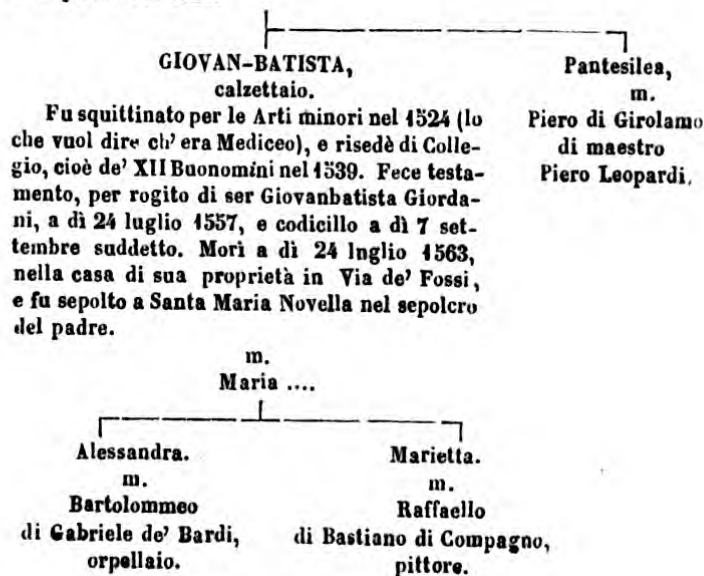 GIOVAN-BATISTA,
calzettaio.
Fu squittinato per le Arti minori nel 1524 (lo
che vuol dire ch' era Mediceo), e risedè di Colle-
gio, cioè de' XII Buonomini nel 1539. Fece testa-
mento, per rogito di ser Giovanbatista Giorda-
ni, a dì 24 luglio 1557, e codicillo a dì 7 set-
tembre suddetto. Morì a dì 24 lnglio 1563,
nella casa di sua proprietà in Via de' Fossi,
e fu sepolto a Santa Maria Novella nel sepolcro
del padre.
Pantesilea,
m.
Piero di Girolamo
di maestro
Piero Leopardi.
m.
Maria ....
Alessandra.
m.
Bartolommeo
di Gabriele de' Bardi,
orpellaio.
Marietta.
m.
Raffaello
di Bastiano di Compagno,
pittore.